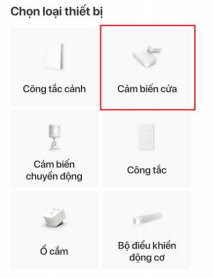 Chọn loại thiết bị
Công tắc cảnh
Cảm biến cửa
Cảm biến
chuyển động
Công tắc
Ổ cắm
Bộ điều khiển
động cơ